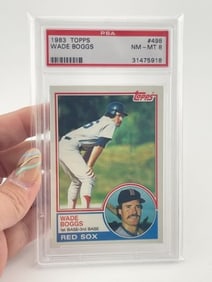 PSA
1983 TOPPS #498
WADE BOGGS NM-MT 8
31475918
Topps
WADE
BOGGS
1st BASE-3rd BASE
RED SOX